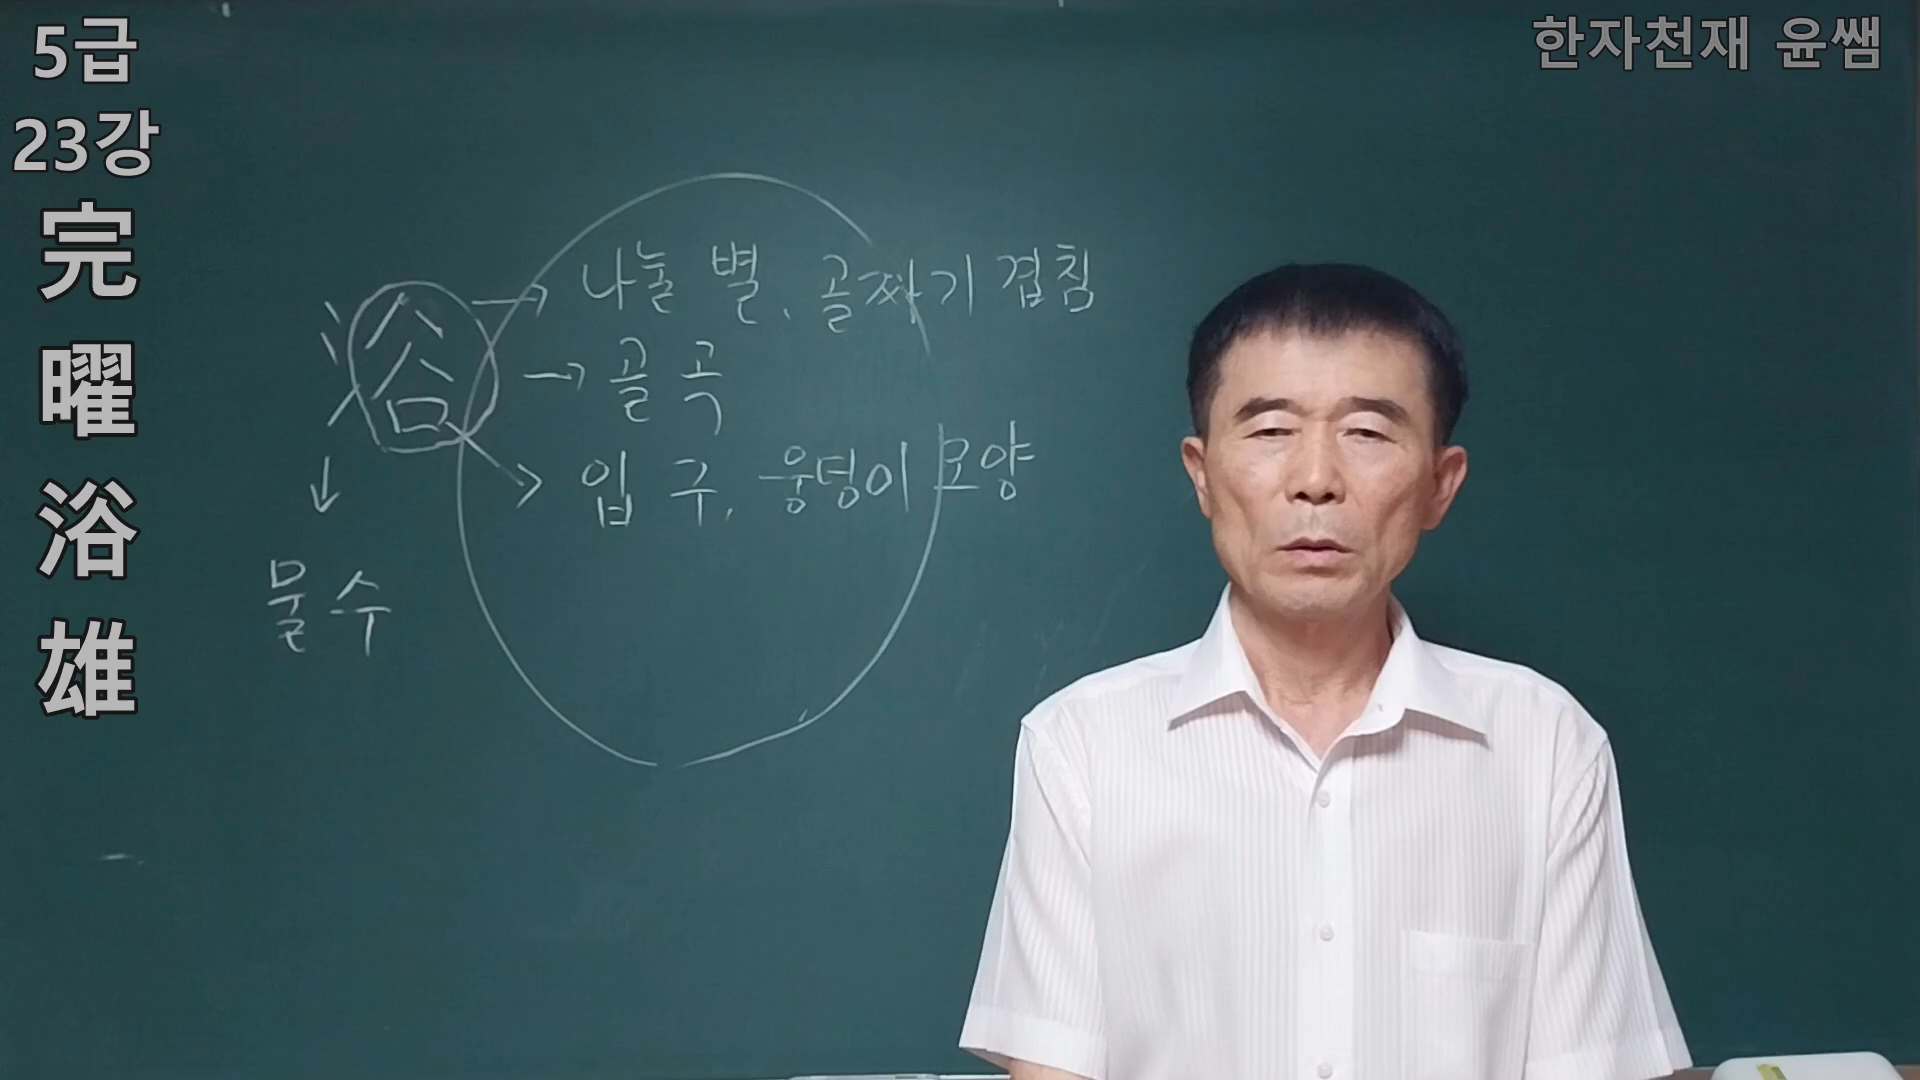 5급
23강
完
曜
浴
雄
한자천재 윤쌤
浴
나눌 별, 골짜기 겹침
골 곡
입 구, 웅덩이 모양
물 수